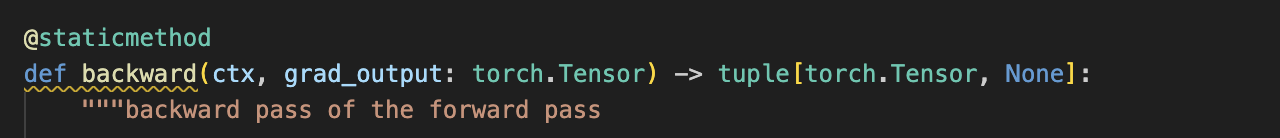 @staticmethod
def backward(ctx, grad_output: torch.Tensor) -> tuple[torch.Tensor, None]:
    """backward pass of the forward pass